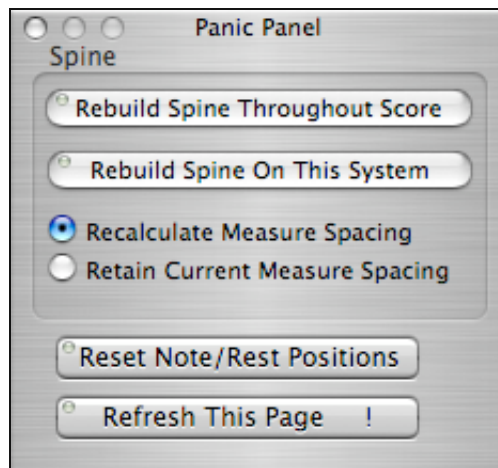 Panic Panel
Spine
Rebuild Spine Throughout Score
Rebuild Spine On This System
Recalculate Measure Spacing
Retain Current Measure Spacing
Reset Note/Rest Positions
Refresh This Page !